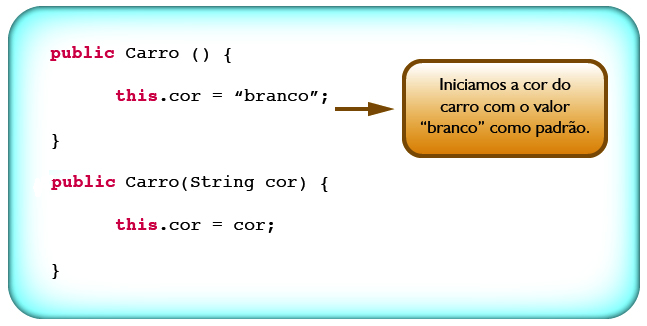 public Carro () {
this.cor = “branco”;
}
public Carro(String cor) {
this.cor = cor;
}
Iniciamos a cor do
carro com o valor
“branco” como padrão.